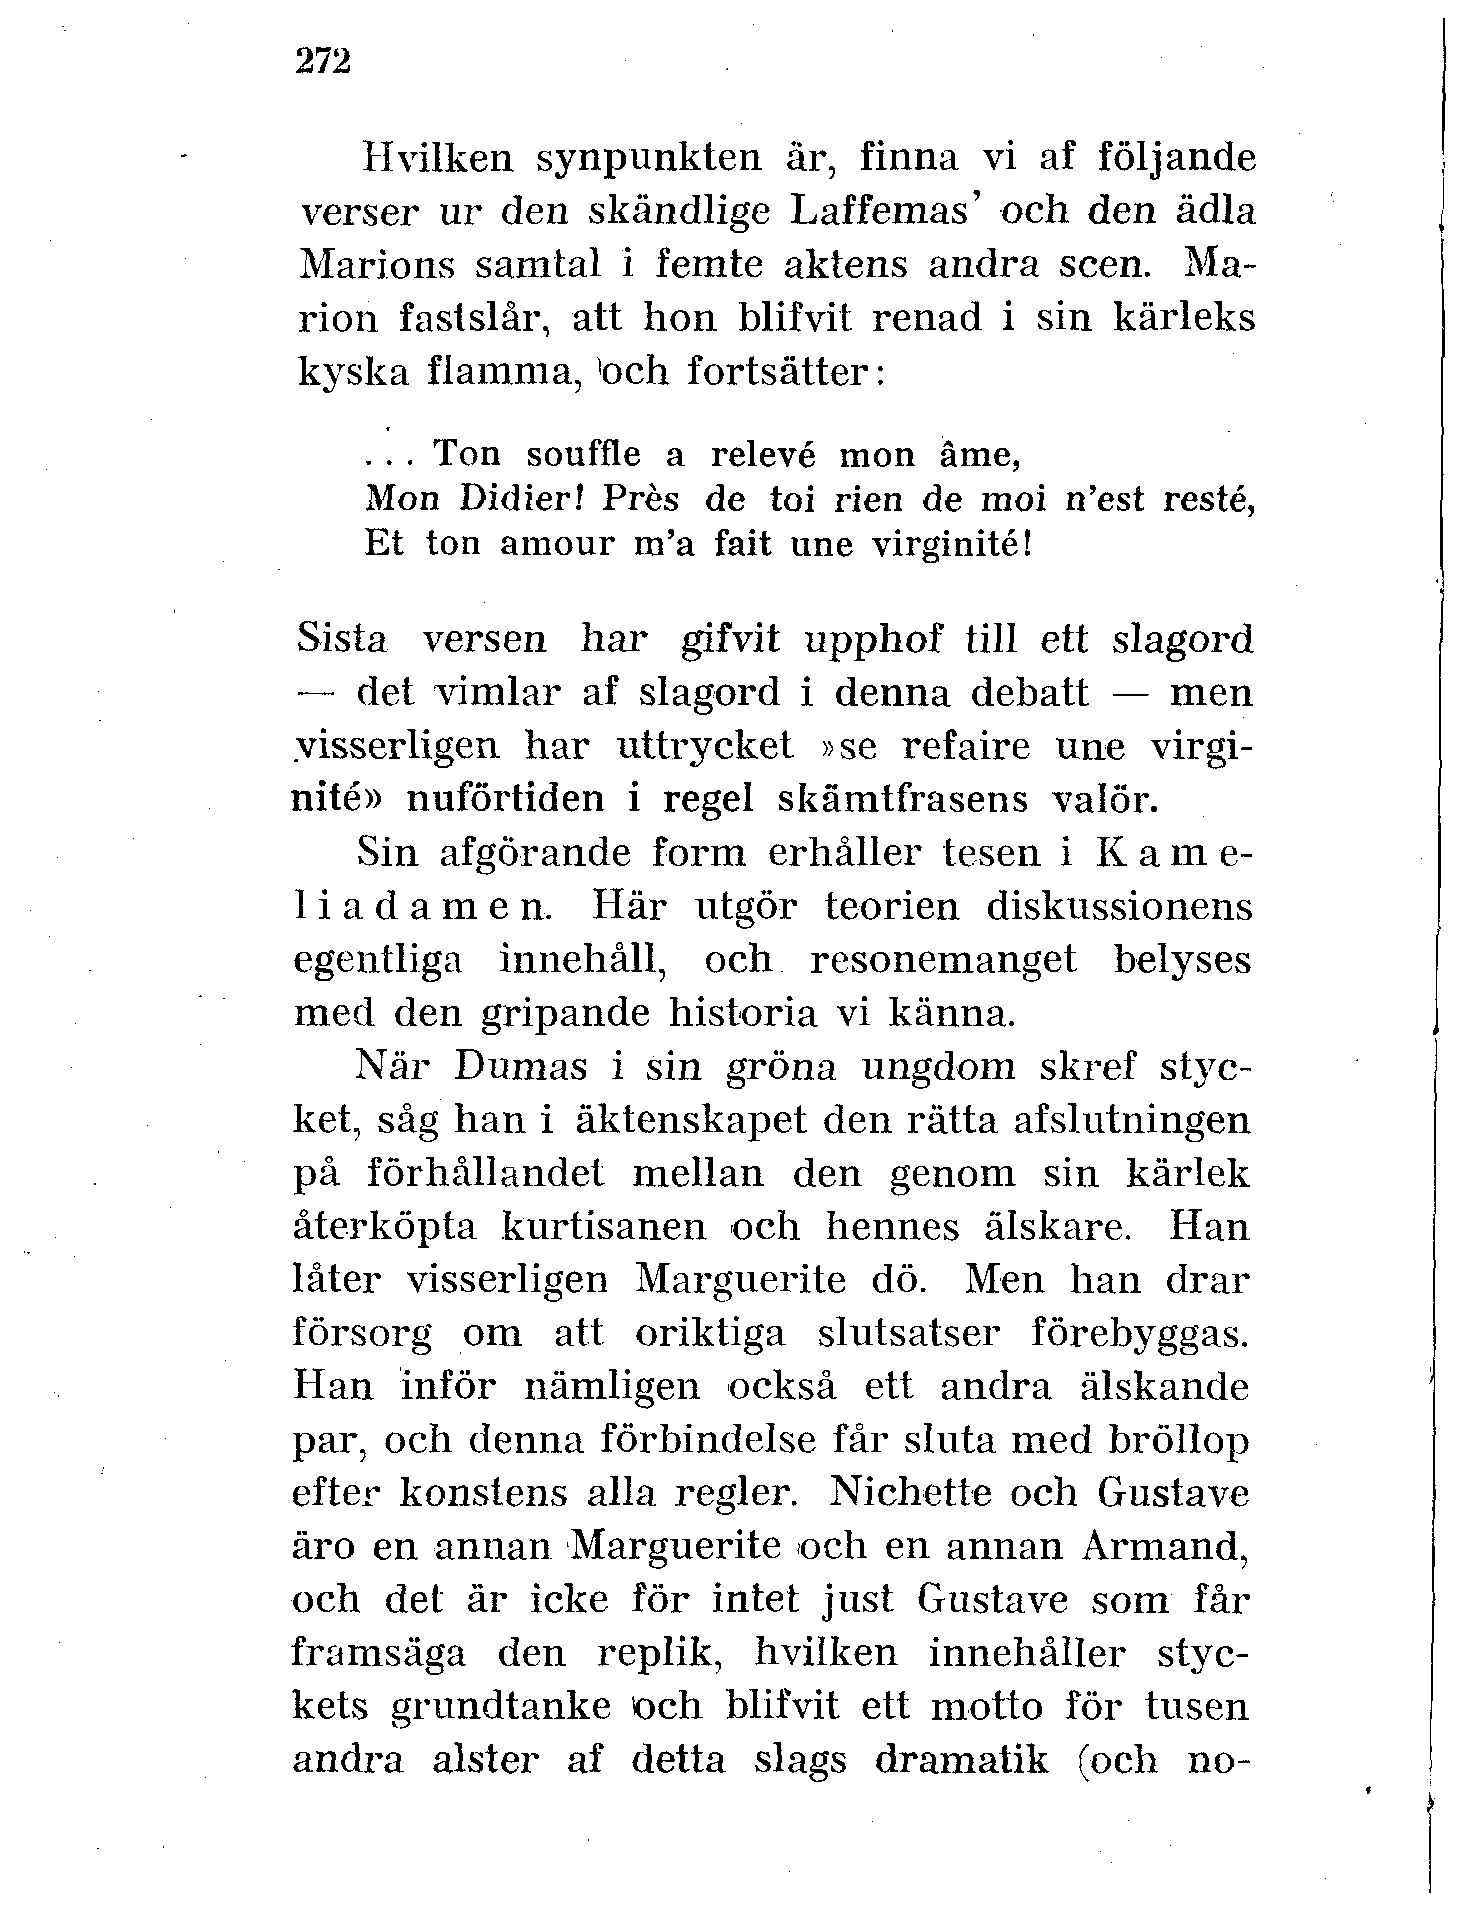 272
Hvilken synpunkten är, finna vi af följande
verser ur den skändlige Laffemas’ och den ädla
Marions samtal i femte aktens andra scen. Ma-
rion fastslår, att hon blifvit renad i sin kärleks
kyska flamma, och fortsätter:
... Ton souffle a relevé mon âme,
Mon Didier! Près de toi rien de moi n’est resté,
Et ton amour m’a fait une virginité!
Sista versen har gifvit upphof till ett slagord
— det vimlar af slagord i denna debatt — men
visserligen har uttrycket »se refaire une virgi-
nité» nuförtiden i regel skämtfrasens valör.
Sin afgörande form erhåller tesen i K a m e-
l i a d a m e n. Här utgör teorien diskussionens
egentliga innehåll, och resonemanget belyses
med den gripande historia vi känna.
När Dumas i sin gröna ungdom skref styc-
ket, såg han i äktenskapet den rätta afslutningen
på förhållandet mellan den genom sin kärlek
återköpta kurtisanen och hennes älskare. Han
låter visserligen Marguerite dö. Men han drar
försorg om att oriktiga slutsatser förebyggas.
Han inför nämligen också ett andra älskande
par, och denna förbindelse får sluta med bröllop
efter konstens alla regler. Nichette och Gustave
äro en annan Marguerite och en annan Armand,
och det är icke för intet just Gustave som får
framsäga den replik, hvilken innehåller styc-
kets grundtanke och blifvit ett motto för tusen
andra alster af detta slags dramatik (och no-